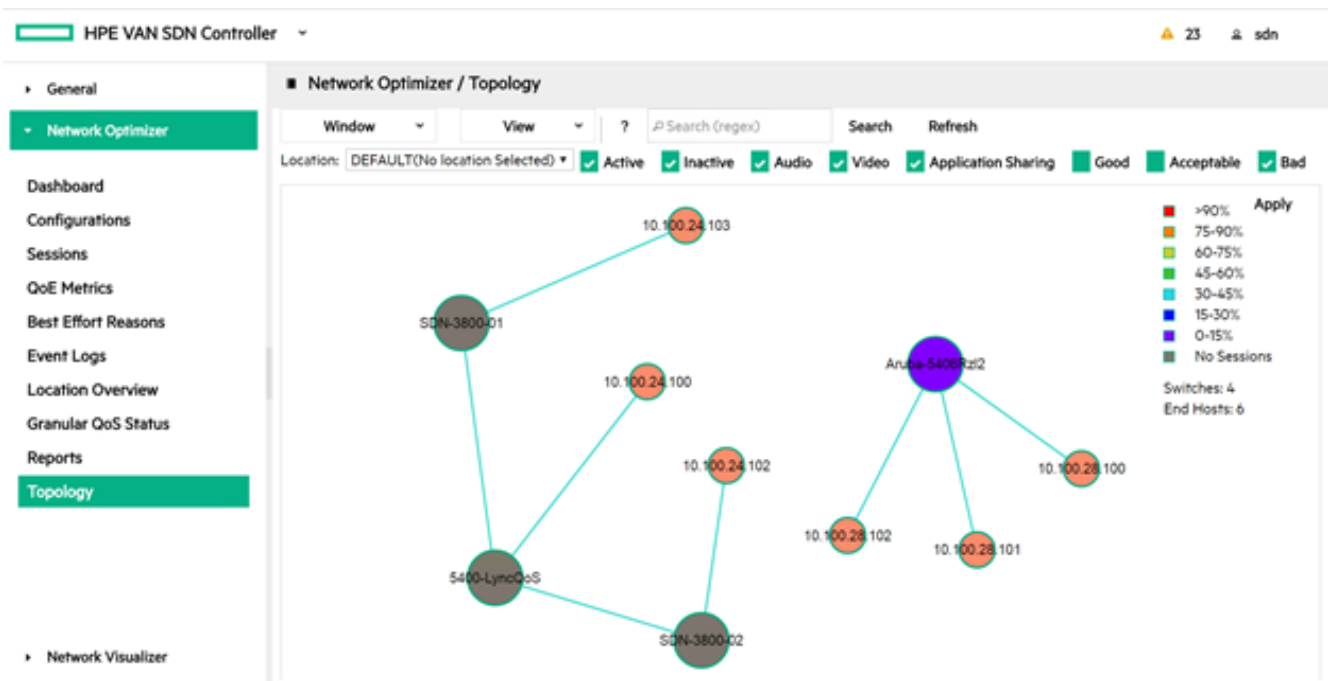 HPE VAN SDN Controller
23 sdn
General
Network Optimizer
Dashboard
Configurations
Sessions
QoE Metrics
Best Effort Reasons
Event Logs
Location Overview
Granular QoS Status
Reports
Topology
Network Visualizer
Network Optimizer / Topology
Window View ? Search (regex) Search Refresh
Location: DEFAULT(No location Selected) Active Inactive Audio Video Application Sharing Good Acceptable Bad
Apply
>90%
75-90%
60-75%
45-60%
30-45%
15-30%
0-15%
No Sessions
Switches: 4
End Hosts: 6
10.100.24.103
SDN-3800-01
10.100.24.100
Aruba-5406Rzl2
10.100.24.102
10.100.28.100
10.100.28.102
10.100.28.101
5400-LyncQoS
SDN-3800-02